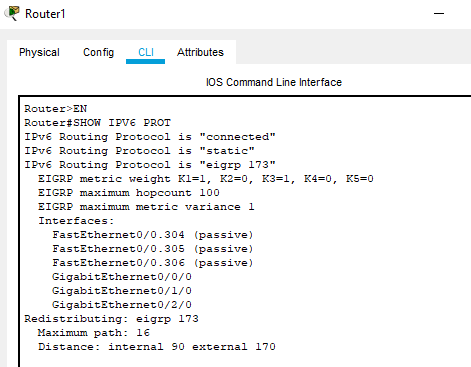 Router1
Physical Config CLI Attributes
IOS Command Line Interface
Router>EN
Router#SHOW IPV6 PROT
IPv6 Routing Protocol is "connected"
IPv6 Routing Protocol is "static"
IPv6 Routing Protocol is "eigrp 173"
  EIGRP metric weight K1=1, K2=0, K3=1, K4=0, K5=0
  EIGRP maximum hopcount 100
  EIGRP maximum metric variance 1
  Interfaces:
    FastEthernet0/0.304 (passive)
    FastEthernet0/0.305 (passive)
    FastEthernet0/0.306 (passive)
    GigabitEthernet0/0/0
    GigabitEthernet0/1/0
    GigabitEthernet0/2/0
Redistributing: eigrp 173
  Maximum path: 16
  Distance: internal 90 external 170